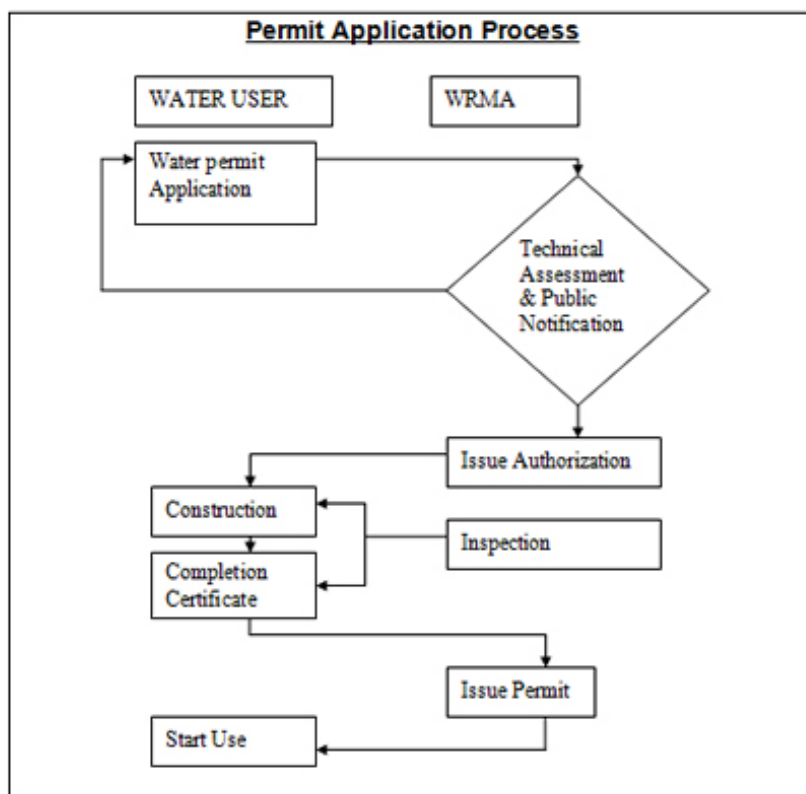 Permit Application Process
WATER USER
WRMA
Water permit
Application
Technical
Assessment
& Public
Notification
Issue Authorization
Construction
Inspection
Completion
Certificate
Issue Permit
Start Use